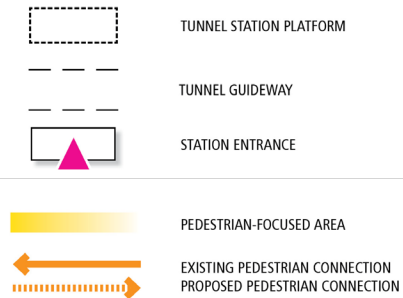 TUNNEL STATION PLATFORM
TUNNEL GUIDEWAY
STATION ENTRANCE
PEDESTRIAN-FOCUSED AREA
EXISTING PEDESTRIAN CONNECTION
PROPOSED PEDESTRIAN CONNECTION